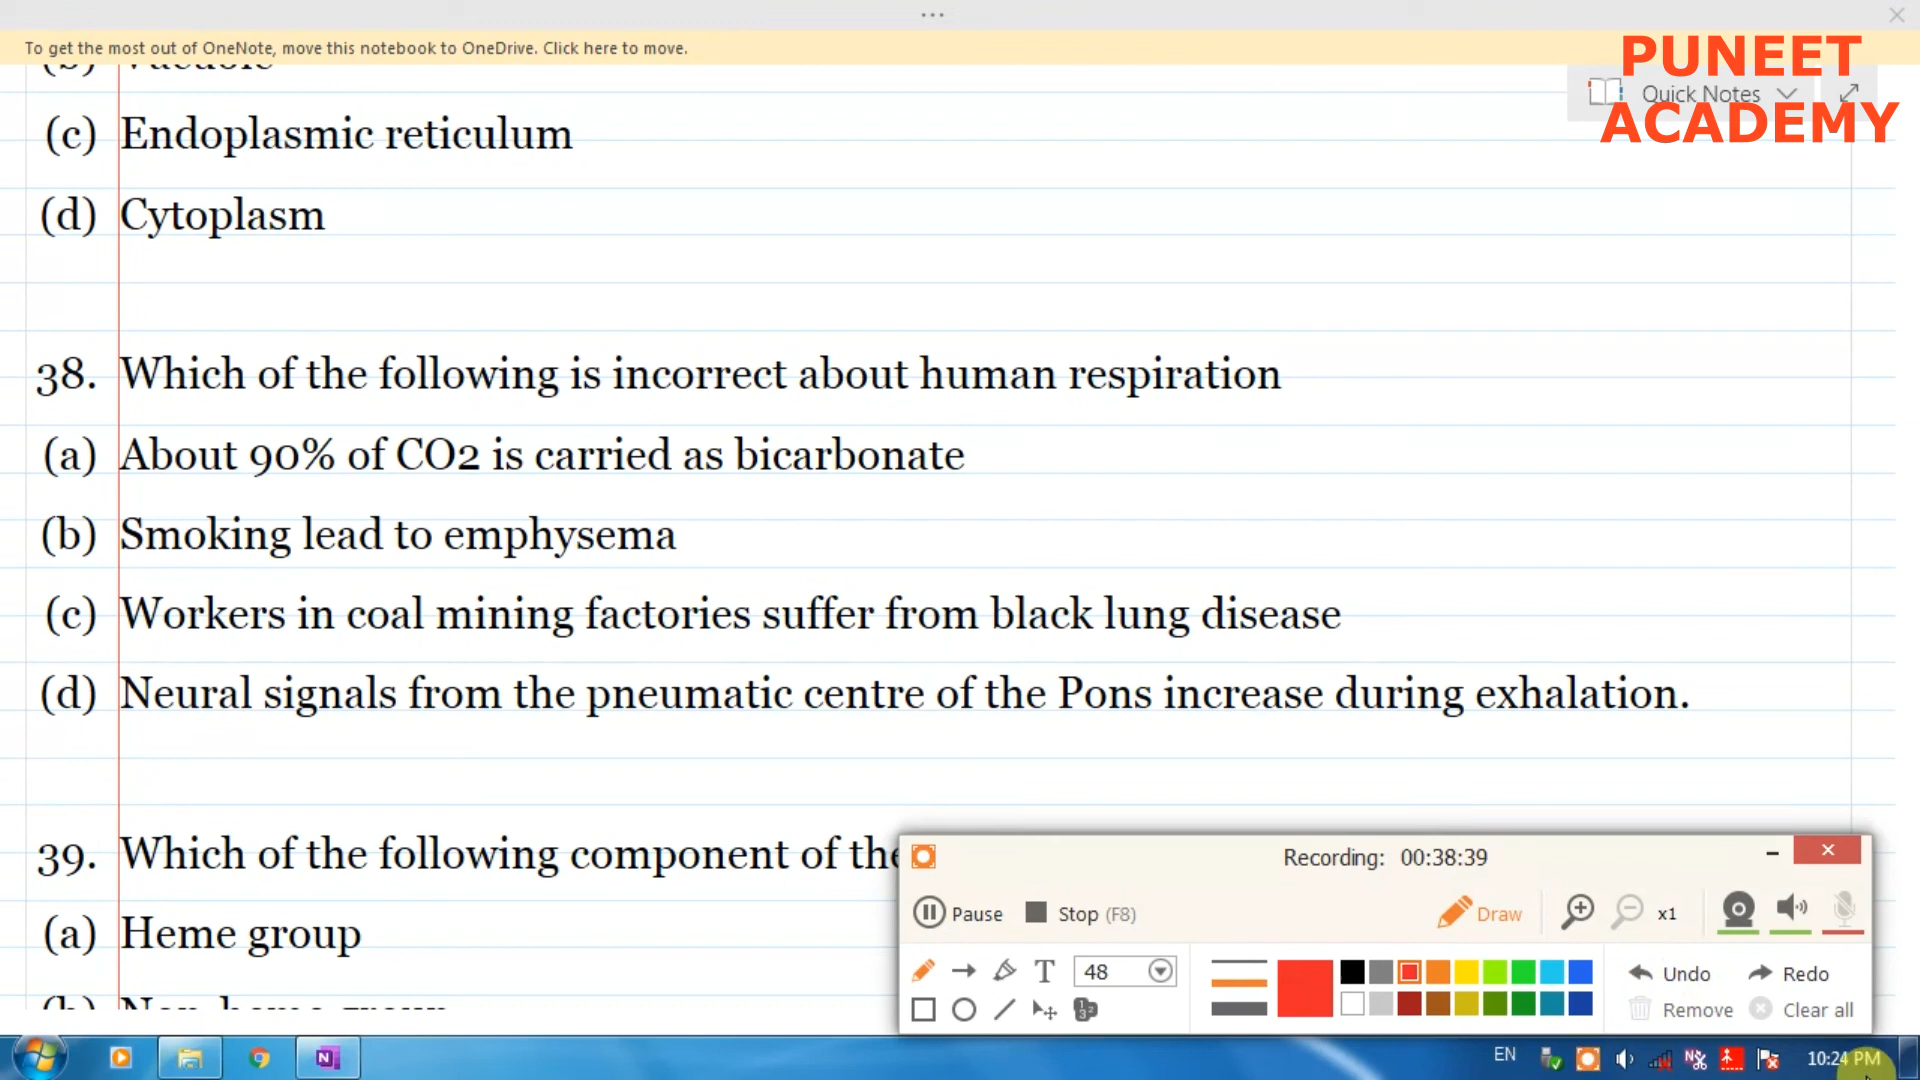 To get the most out of OneNote, move this notebook to OneDrive. Click here to move.
PUNEET
Quick Notes
ACADEMY
(c) Endoplasmic reticulum
(d) Cytoplasm
38. Which of the following is incorrect about human respiration
(a) About 90% of CO2 is carried as bicarbonate
(b) Smoking lead to emphysema
(c) Workers in coal mining factories suffer from black lung disease
(d) Neural signals from the pneumatic centre of the Pons increase during exhalation.
39. Which of the following component of the
Recording: 00:38:39
(a) Heme group
Pause Stop (F8) Draw x1
T 48 Undo Redo
Remove Clear all
EN 10:24 PM